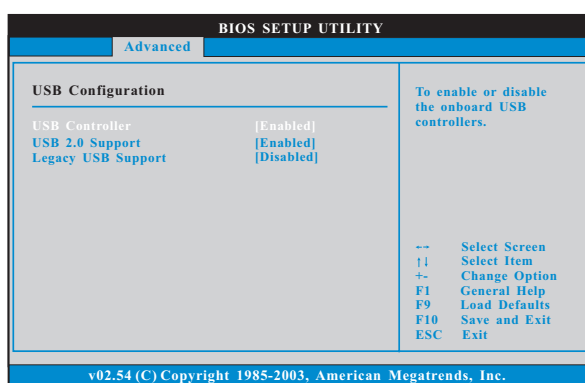 BIOS SETUP UTILITY
Advanced
USB Configuration
USB Controller [Enabled]
USB 2.0 Support [Enabled]
Legacy USB Support [Disabled]
To enable or disable
the onboard USB
controllers.
←→ Select Screen
↑↓ Select Item
+- Change Option
F1 General Help
F9 Load Defaults
F10 Save and Exit
ESC Exit
v02.54 (C) Copyright 1985-2003, American Megatrends, Inc.